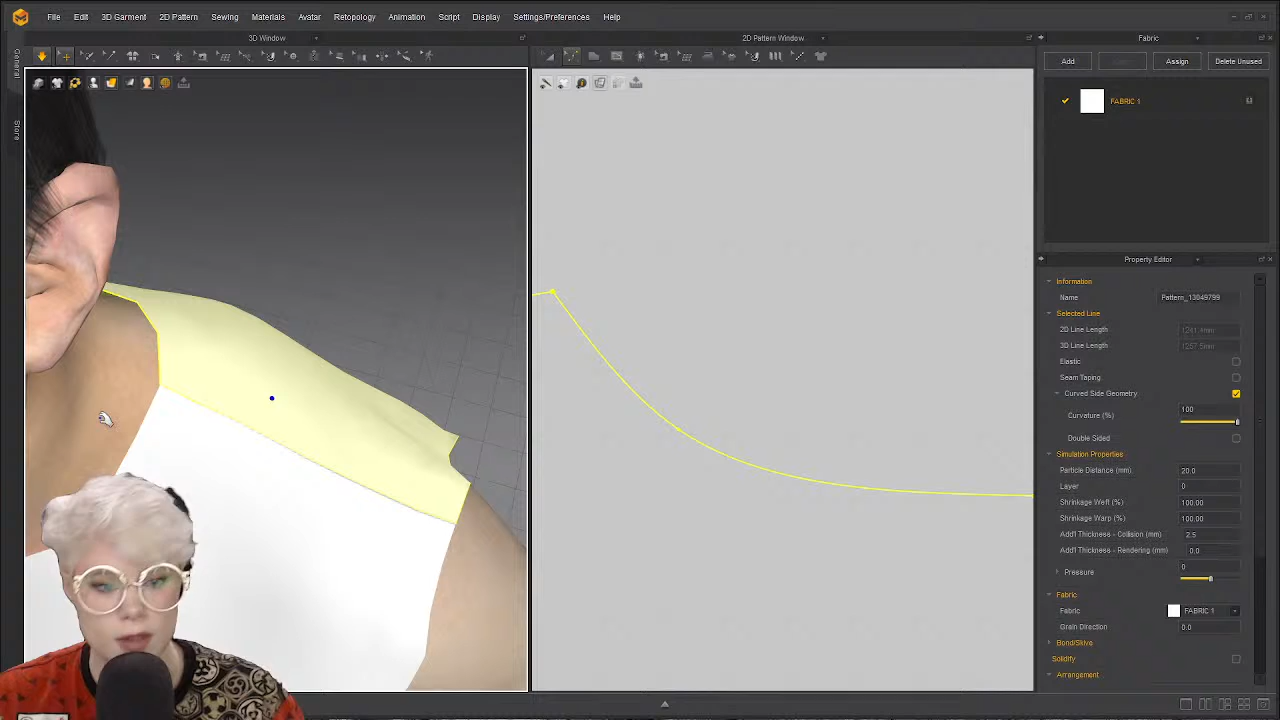 File Edit 3D Garment 2D Pattern Sewing Materials Avatar Retopology Animation Script Display Settings/Preferences Help
3D Window
2D Pattern Window
Fabric
General
Store
Add
Assign
Delete Unused
FABRIC 1
Property Editor
Information
Name Pattern_13049799
Selected Line
2D Line Length 1241.4mm
3D Line Length 1257.5mm
Elastic
Seam Taping
Curved Side Geometry
Curvature (%) 100
Double Sided
Simulation Properties
Particle Distance (mm) 20.0
Layer 0
Shrinkage Weft (%) 100.00
Shrinkage Warp (%) 100.00
Add'l Thickness - Collision (mm) 2.5
Add'l Thickness - Rendering (mm) 0.0
Pressure 0
Fabric
Fabric FABRIC 1
Grain Direction 0.0
Bond/Skive
Solidify
Arrangement